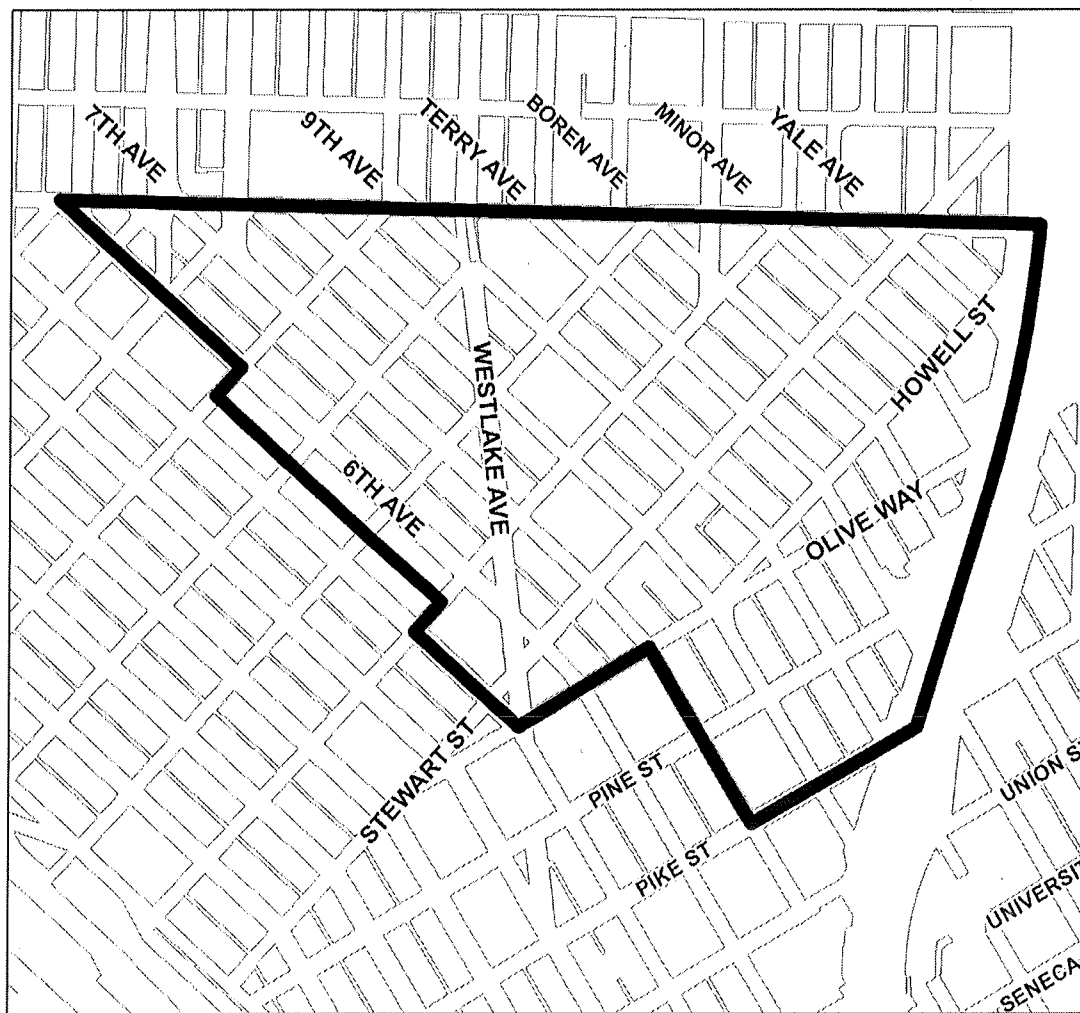 7TH AVE
9TH AVE
TERRY AVE
BOREN AVE
MINOR AVE
YALE AVE
HOWELL ST
WESTLAKE AVE
6TH AVE
OLIVE WAY
STEWART ST
PINE ST
PIKE ST
UNION S
UNIVERSIT
SENECA